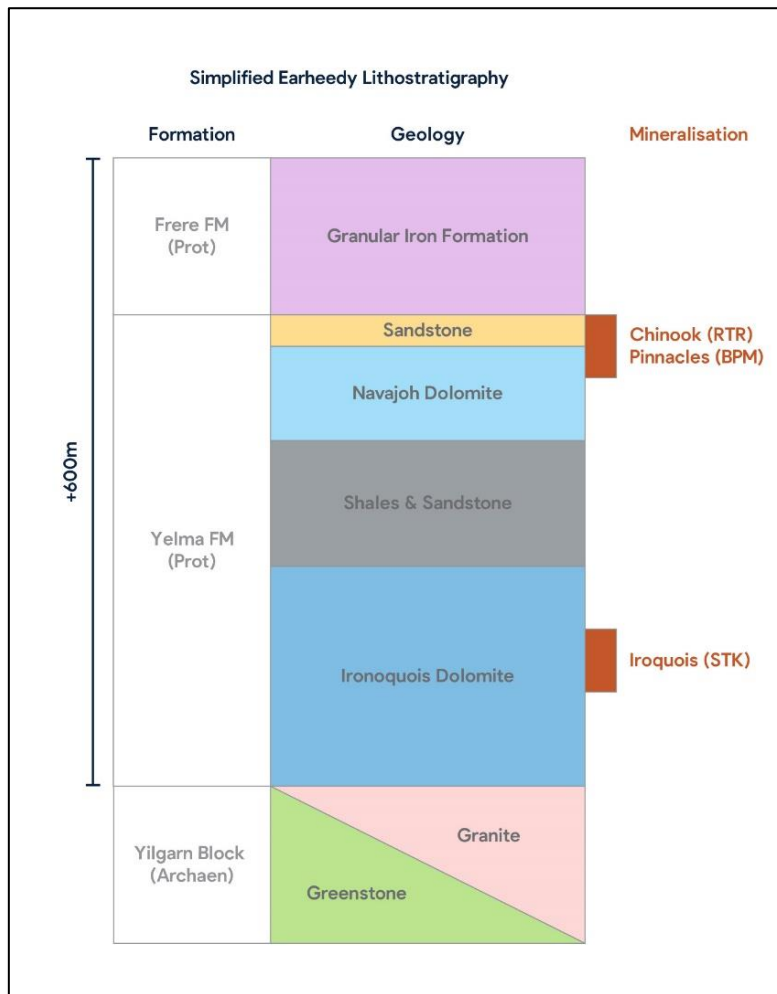 Simplified Earheedy Lithostratigraphy
Formation
Geology
Mineralisation
Frere FM
(Prot)
Granular Iron Formation
Sandstone
Chinook (RTR)
Pinnacles (BPM)
Navajoh Dolomite
+600m
Shales & Sandstone
Yelma FM
(Prot)
Ironoquois Dolomite
Iroquois (STK)
Yilgarn Block
(Archaen)
Granite
Greenstone